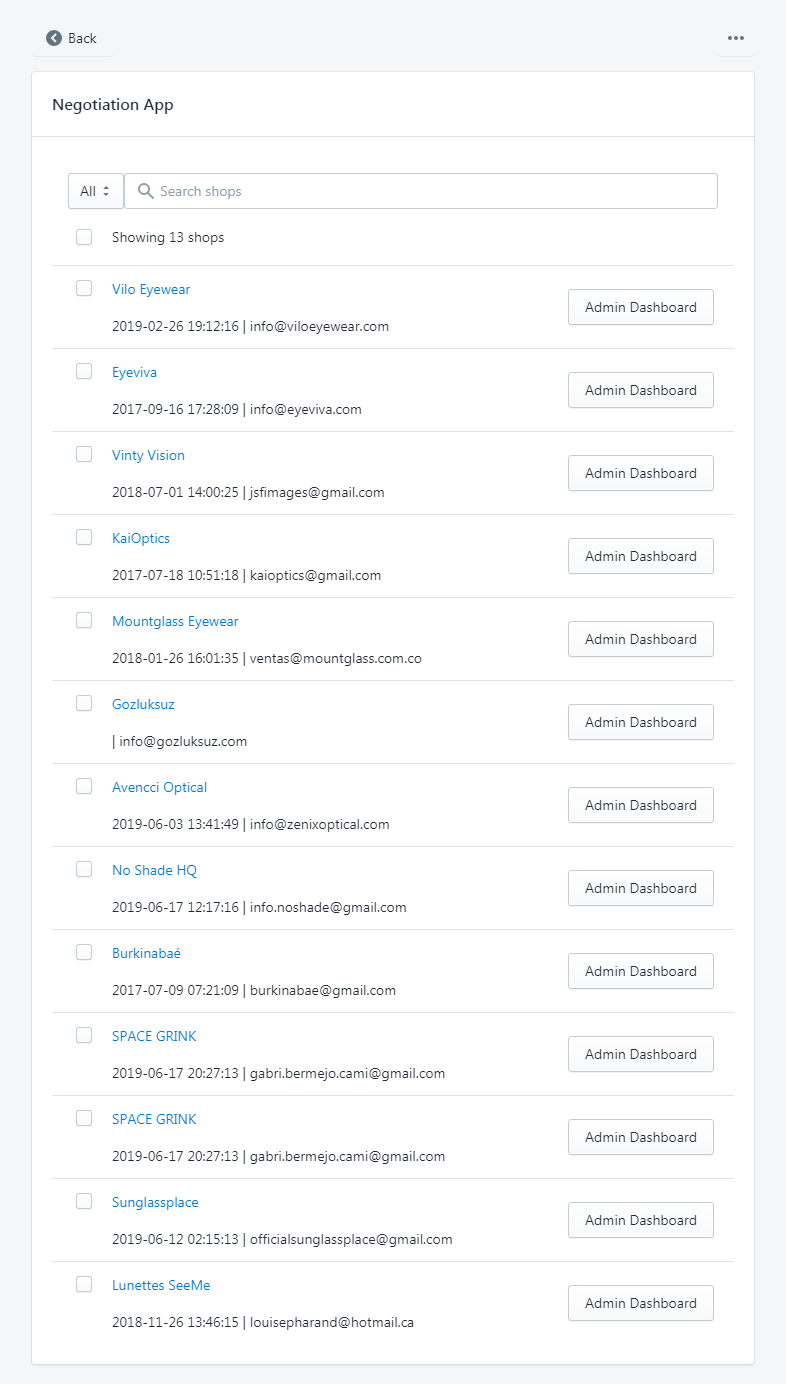 Back
Negotiation App
All
Search shops
Showing 13 shops
Vilo Eyewear
2019-02-26 19:12:16 | info@viloeyewear.com
Admin Dashboard
Eyeviva
2017-09-16 17:28:09 | info@eyeviva.com
Admin Dashboard
Vinty Vision
2018-07-01 14:00:25 | jsfimages@gmail.com
Admin Dashboard
KaiOptics
2017-07-18 10:51:18 | kaioptics@gmail.com
Admin Dashboard
Mountglass Eyewear
2018-01-26 16:01:35 | ventas@mountglass.com.co
Admin Dashboard
Gozluksuz
| info@gozluksuz.com
Admin Dashboard
Avencci Optical
2019-06-03 13:41:49 | info@zenixoptical.com
Admin Dashboard
No Shade HQ
2019-06-17 12:17:16 | info.noshade@gmail.com
Admin Dashboard
Burkinabaé
2017-07-09 07:21:09 | burkinabae@gmail.com
Admin Dashboard
SPACE GRINK
2019-06-17 20:27:13 | gabri.bermejo.cami@gmail.com
Admin Dashboard
SPACE GRINK
2019-06-17 20:27:13 | gabri.bermejo.cami@gmail.com
Admin Dashboard
Sunglassplace
2019-06-12 02:15:13 | officialsunglassplace@gmail.com
Admin Dashboard
Lunettes SeeMe
2018-11-26 13:46:15 | louisepharand@hotmail.ca
Admin Dashboard